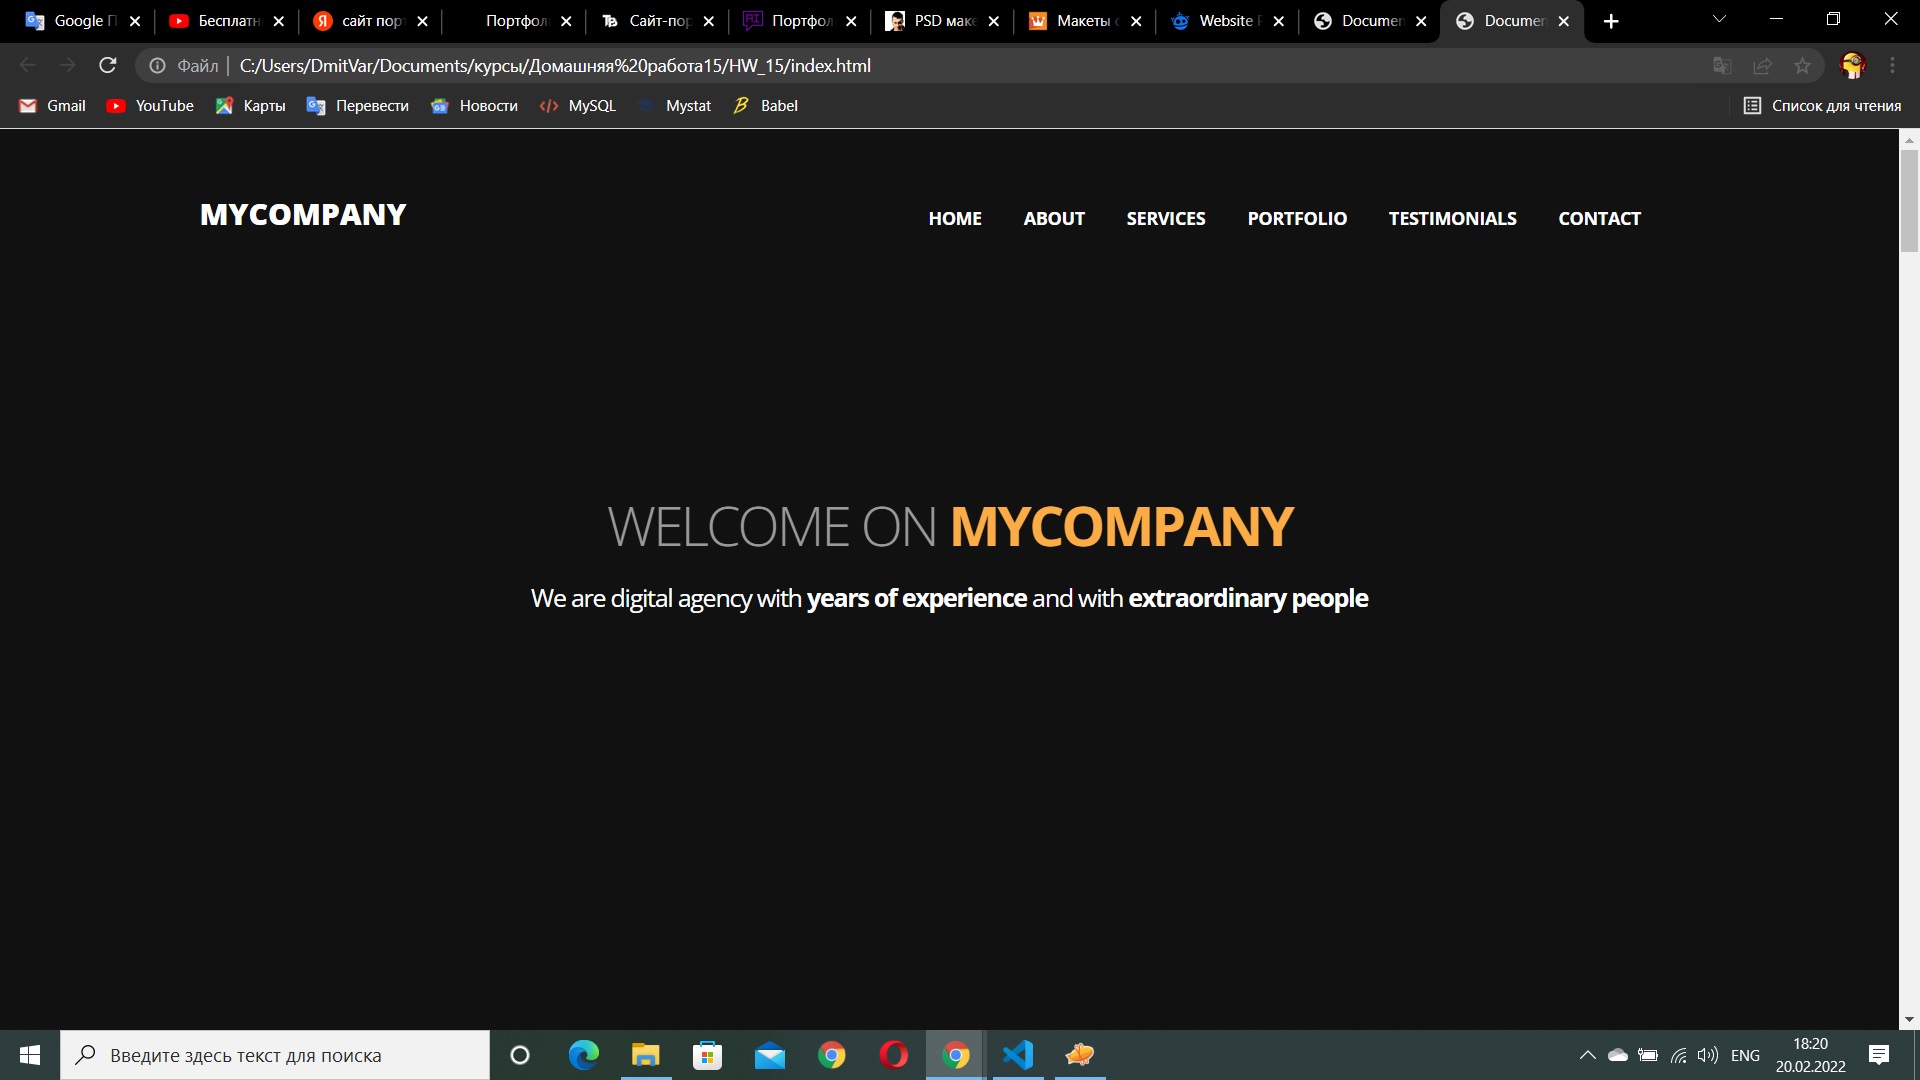 Google П
Бесплатн
сайт пор
Портфол
Сайт-пор
Портфол
PSD мак
Макеты с
Website P
Documen
Documen
Файл
C:/Users/DmitVar/Documents/курсы/Домашняя%20работа15/HW_15/index.html
Gmail
YouTube
Карты
Перевести
Новости
MySQL
Mystat
Babel
Список для чтения
MYCOMPANY
HOME ABOUT SERVICES PORTFOLIO TESTIMONIALS CONTACT
WELCOME ON MYCOMPANY
We are digital agency with years of experience and with extraordinary people
Введите здесь текст для поиска
ENG
18:20
20.02.2022